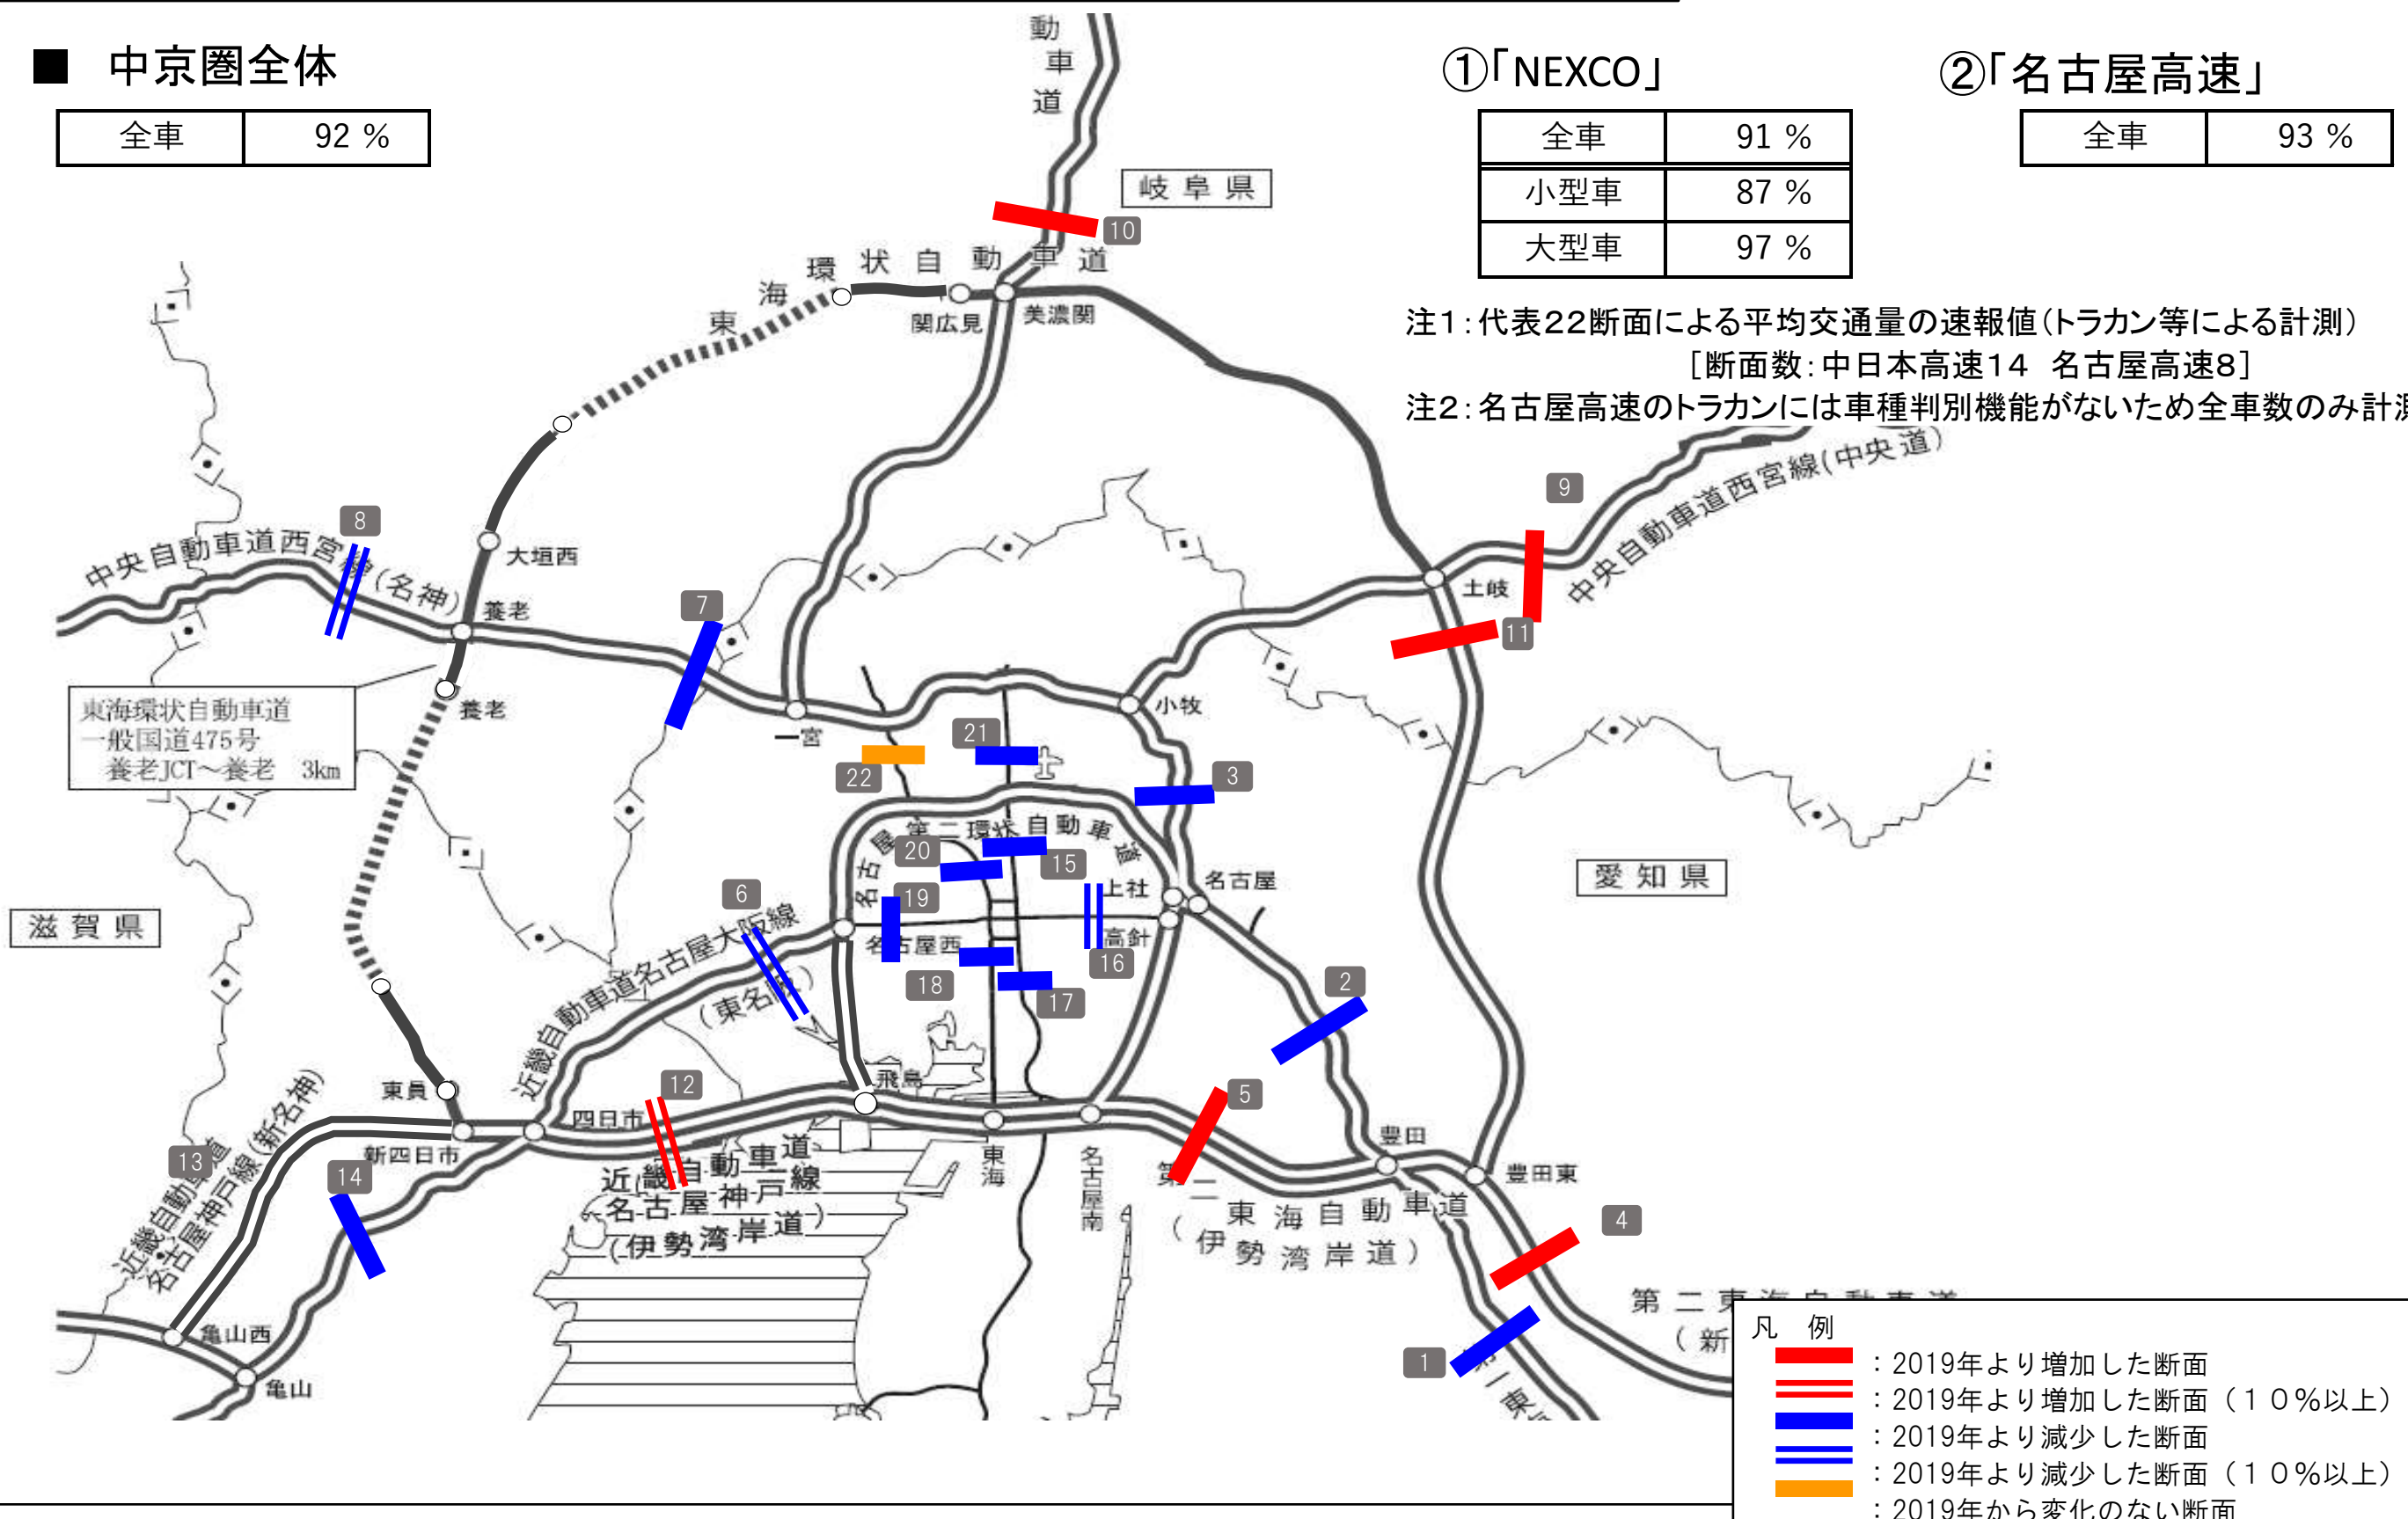 ■ 中京圏全体
全車 92 %
①「NEXCO」
全車 91 %
小型車 87 %
大型車 97 %
②「名古屋高速」
全車 93 %
注1:代表22断面による平均交通量の速報値(トラカン等による計測)
[断面数:中日本高速14 名古屋高速8]
注2:名古屋高速のトラカンには車種判別機能がないため全車数のみ計測
動車道
岐阜県
10
東海環状自動車道
関広見
美濃関
9
中央自動車道西宮線(中央道)
8
中央自動車道西宮線(名神)
大垣西
養老
7
土岐
11
東海環状自動車道
一般国道475号
養老JCT～養老 3km
養老
一宮
小牧
21
22
3
名古屋第二環状自動車道
20
15
上社
名古屋
愛知県
6
19
滋賀県
名古屋西
高針
16
近畿自動車道名古屋大阪線
(東名阪)
18
17
2
東員
12
飛島
5
四日市
新四日市
13
14
近畿自動車道
名古屋神戸線(新名神)
近畿自動車道
名古屋神戸線
(伊勢湾岸道)
東海
名古屋南
豊田
豊田東
第二東海自動車道
(伊勢湾岸道)
4
第二東海自動車道
(新
1
亀山西
亀山
凡 例
:2019年より増加した断面
:2019年より増加した断面(10%以上)
:2019年より減少した断面
:2019年より減少した断面(10%以上)
:2019年から変化のない断面